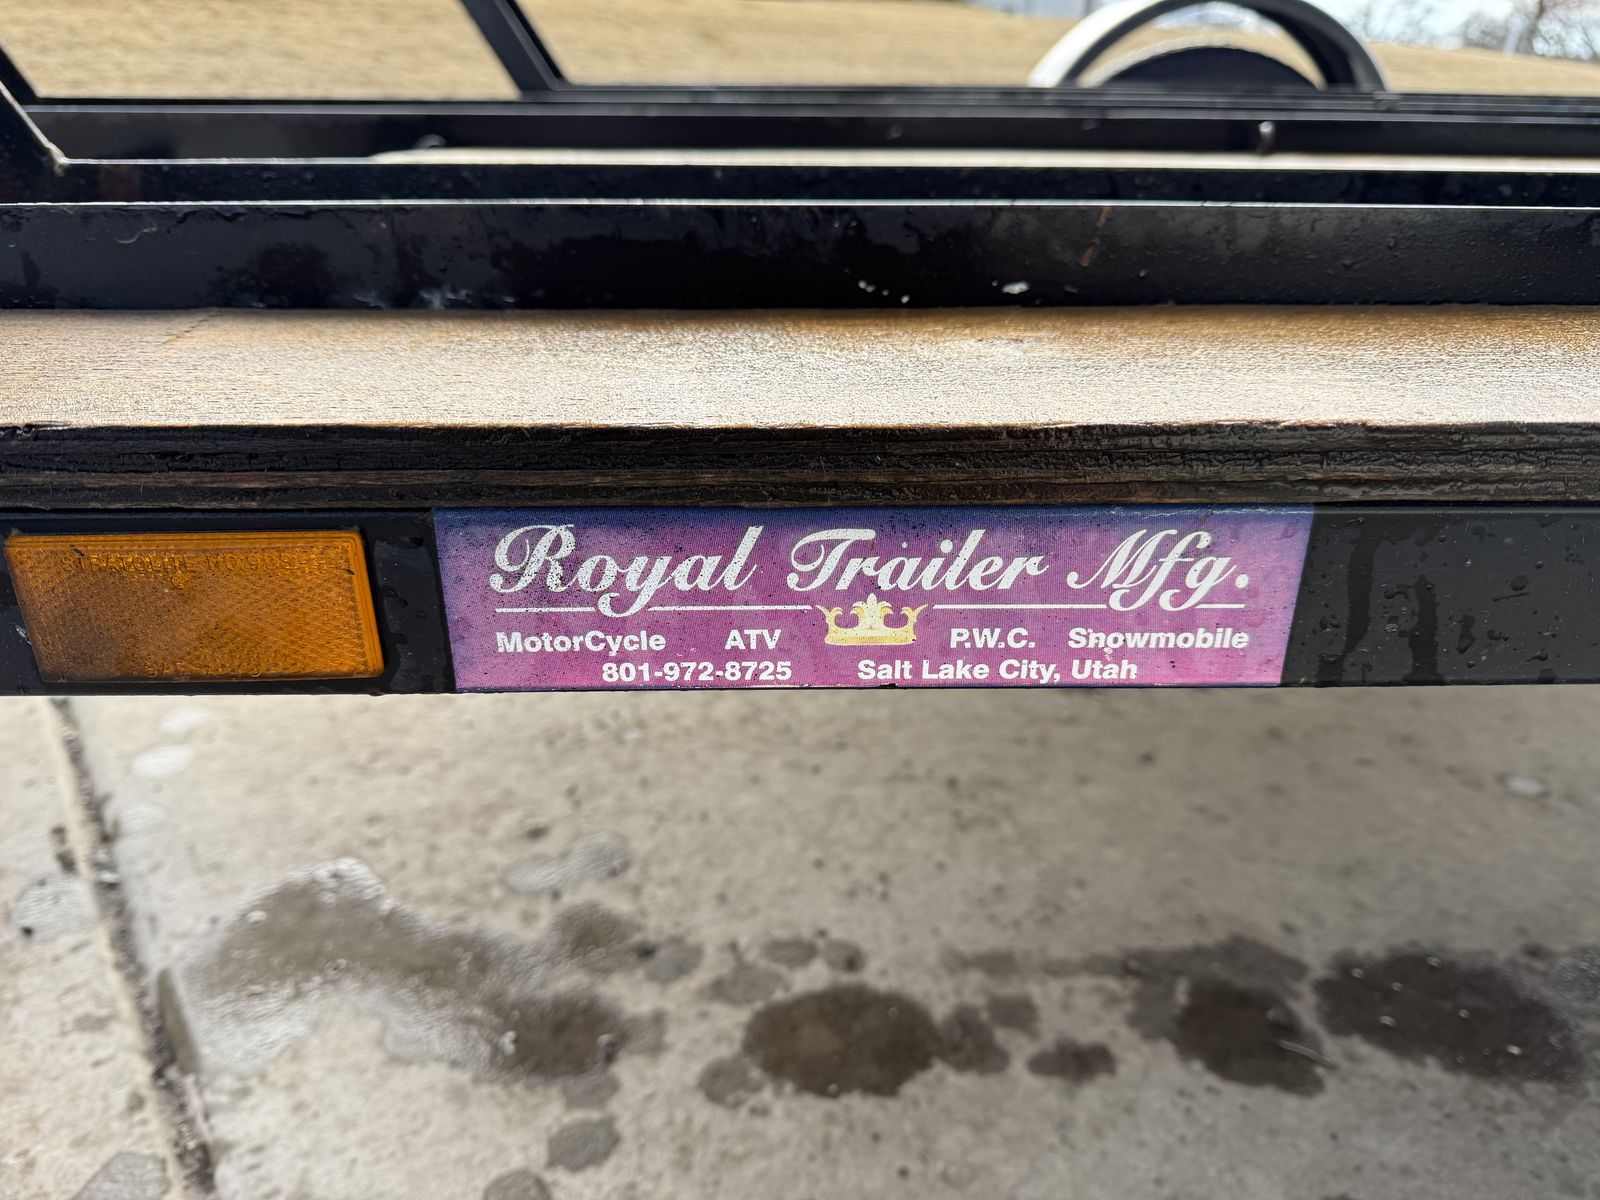 Royal Trailer Mfg.
MotorCycle ATV P.W.C. Snowmobile
801-972-8725 Salt Lake City, Utah